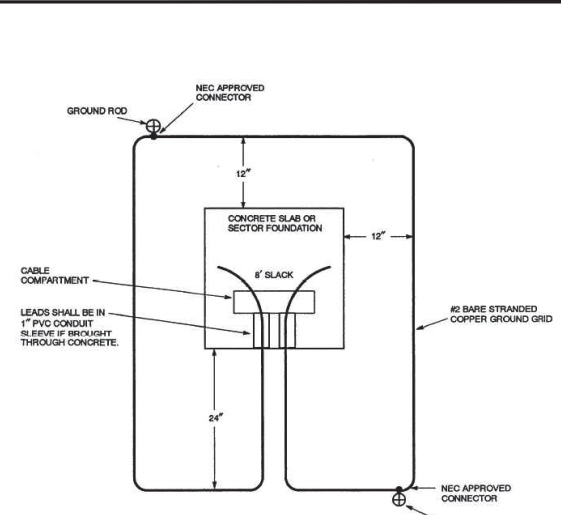 NEC APPROVED
CONNECTOR
GROUND ROD
12"
CONCRETE SLAB OR
SECTOR FOUNDATION
12"
CABLE
COMPARTMENT
8' SLACK
LEADS SHALL BE IN
1" PVC CONDUIT
SLEEVE IF BROUGHT
THROUGH CONCRETE.
#2 BARE STRANDED
COPPER GROUND GRID
24"
NEC APPROVED
CONNECTOR